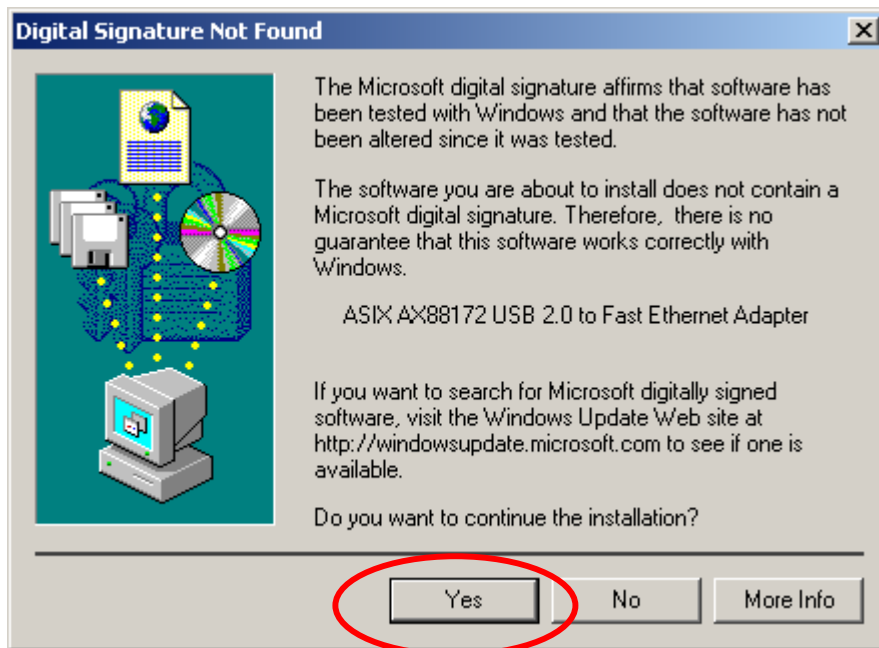 Digital Signature Not Found
The Microsoft digital signature affirms that software has
been tested with Windows and that the software has not
been altered since it was tested.
The software you are about to install does not contain a
Microsoft digital signature. Therefore,  there is no
guarantee that this software works correctly with
Windows.
ASIX AX88172 USB 2.0 to Fast Ethernet Adapter
If you want to search for Microsoft digitally signed
software, visit the Windows Update Web site at
http://windowsupdate.microsoft.com to see if one is
available.
Do you want to continue the installation?
Yes No More Info